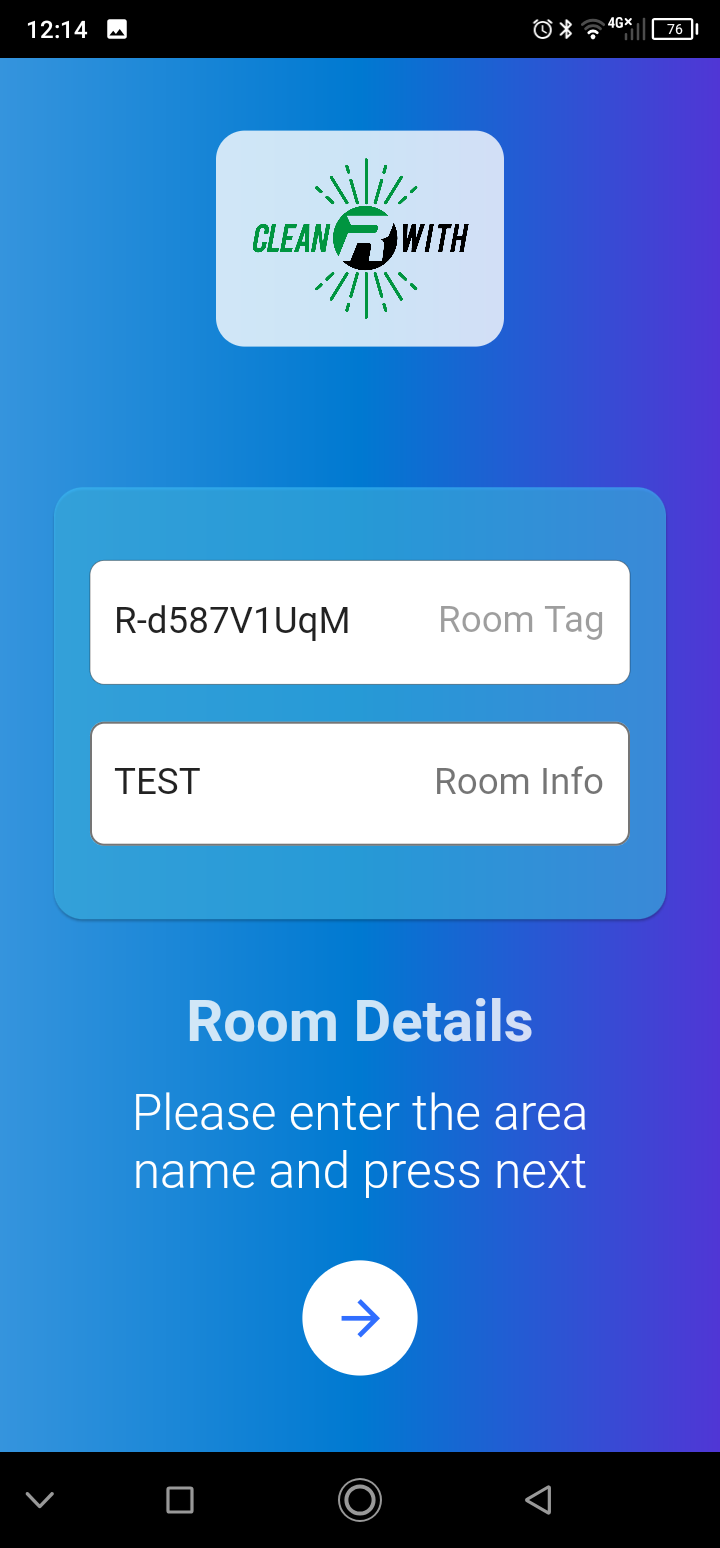 12:14
4G×
76
CLEAN WITH
R-d587V1UqM Room Tag
TEST Room Info
Room Details
Please enter the area
name and press next